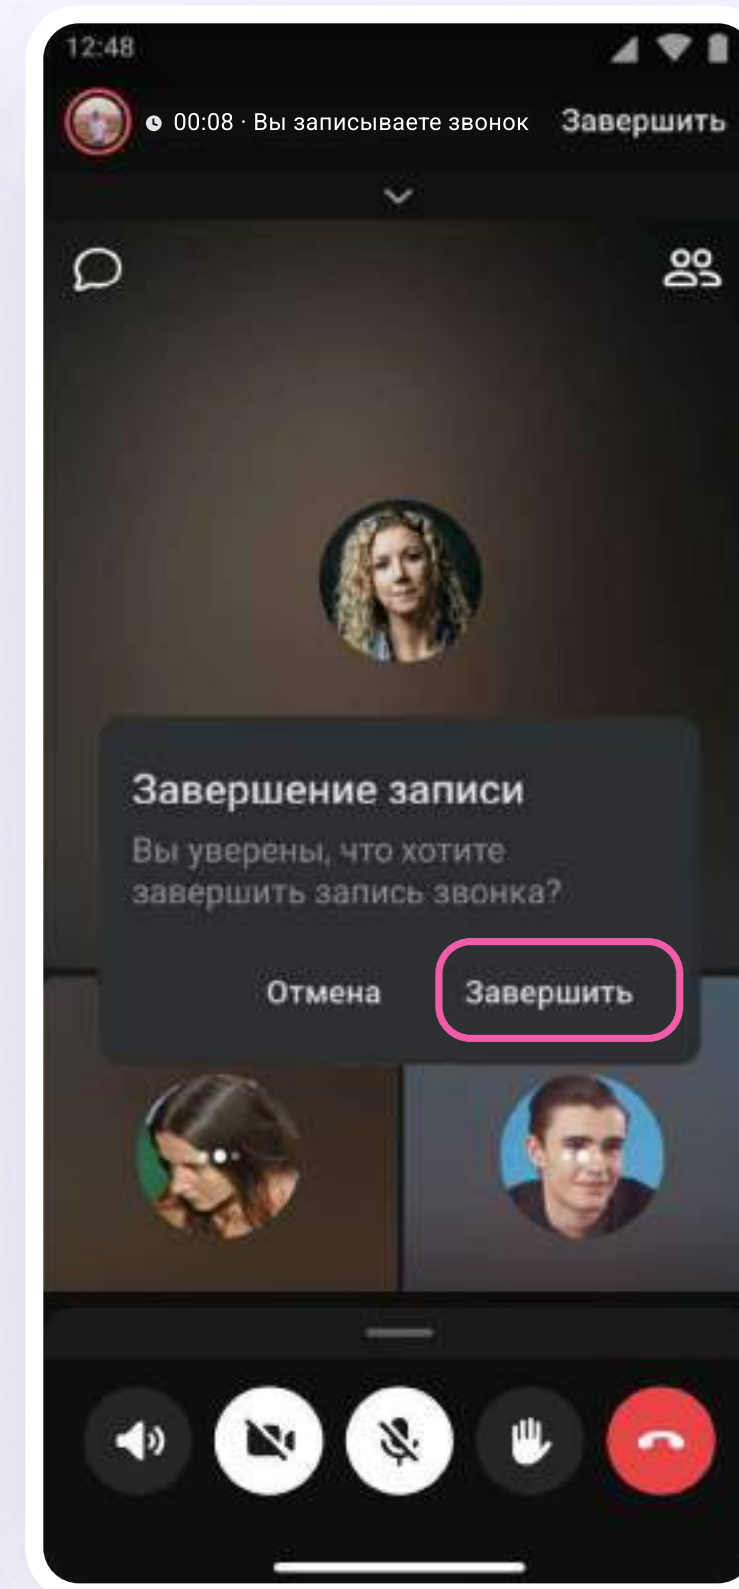 12:48
00:08 · Вы записываете звонок Завершить
Завершение записи
Вы уверены, что хотите
завершить запись звонка?
Отмена Завершить